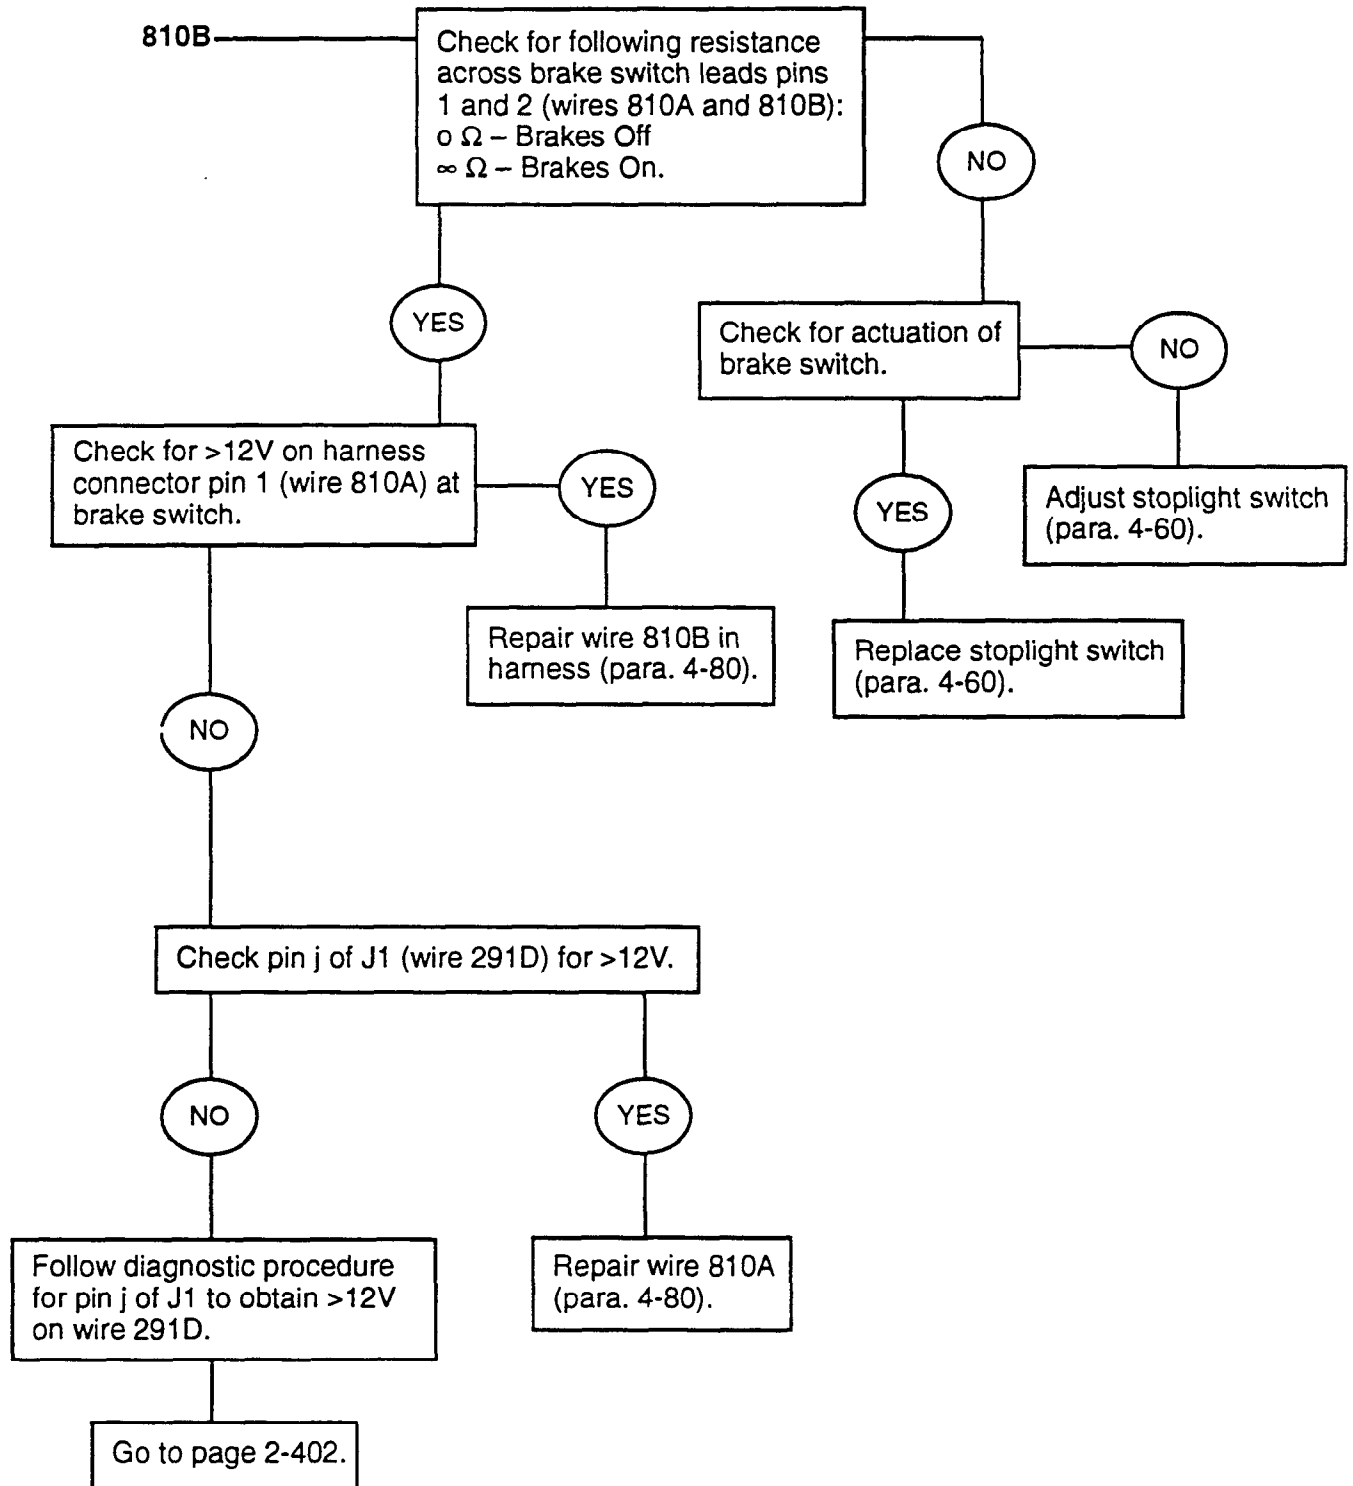 810B
Check for following resistance
across brake switch leads pins
1 and 2 (wires 810A and 810B):
o Ω – Brakes Off
∞ Ω – Brakes On.
NO
YES
Check for actuation of
brake switch.
NO
Check for >12V on harness
connector pin 1 (wire 810A) at
brake switch.
YES
YES
Adjust stoplight switch
(para. 4-60).
Repair wire 810B in
harness (para. 4-80).
Replace stoplight switch
(para. 4-60).
NO
Check pin j of J1 (wire 291D) for >12V.
NO
YES
Follow diagnostic procedure
for pin j of J1 to obtain >12V
on wire 291D.
Repair wire 810A
(para. 4-80).
Go to page 2-402.